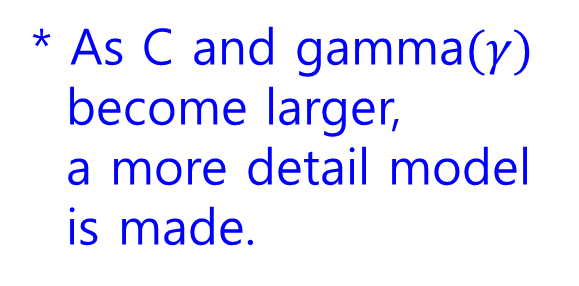 * As C and gamma(γ)
become larger,
a more detail model
is made.